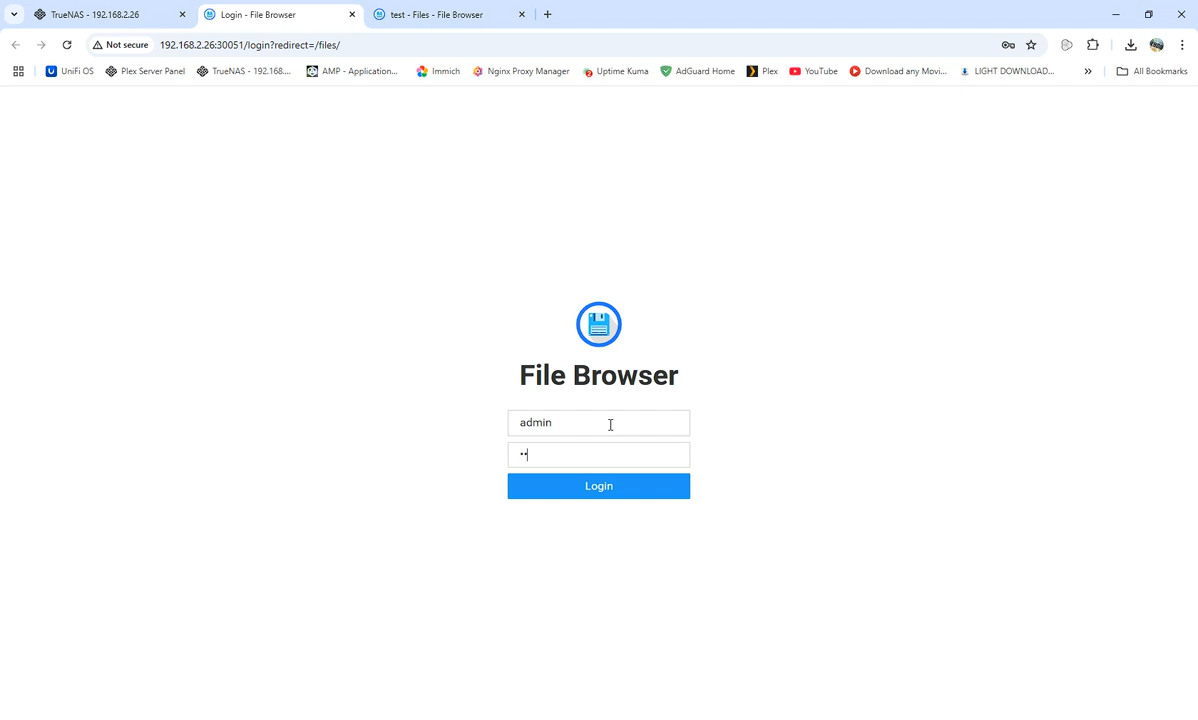 TrueNAS - 192.168.2.26
Login - File Browser
test - Files - File Browser
Not secure
192.168.2.26:30051/login?redirect=/files/
UniFi OS
Plex Server Panel
TrueNAS - 192.168....
AMP - Application...
Immich
Nginx Proxy Manager
Uptime Kuma
AdGuard Home
Plex
YouTube
Download any Movi...
LIGHT DOWNLOAD...
All Bookmarks
File Browser
admin
••
Login